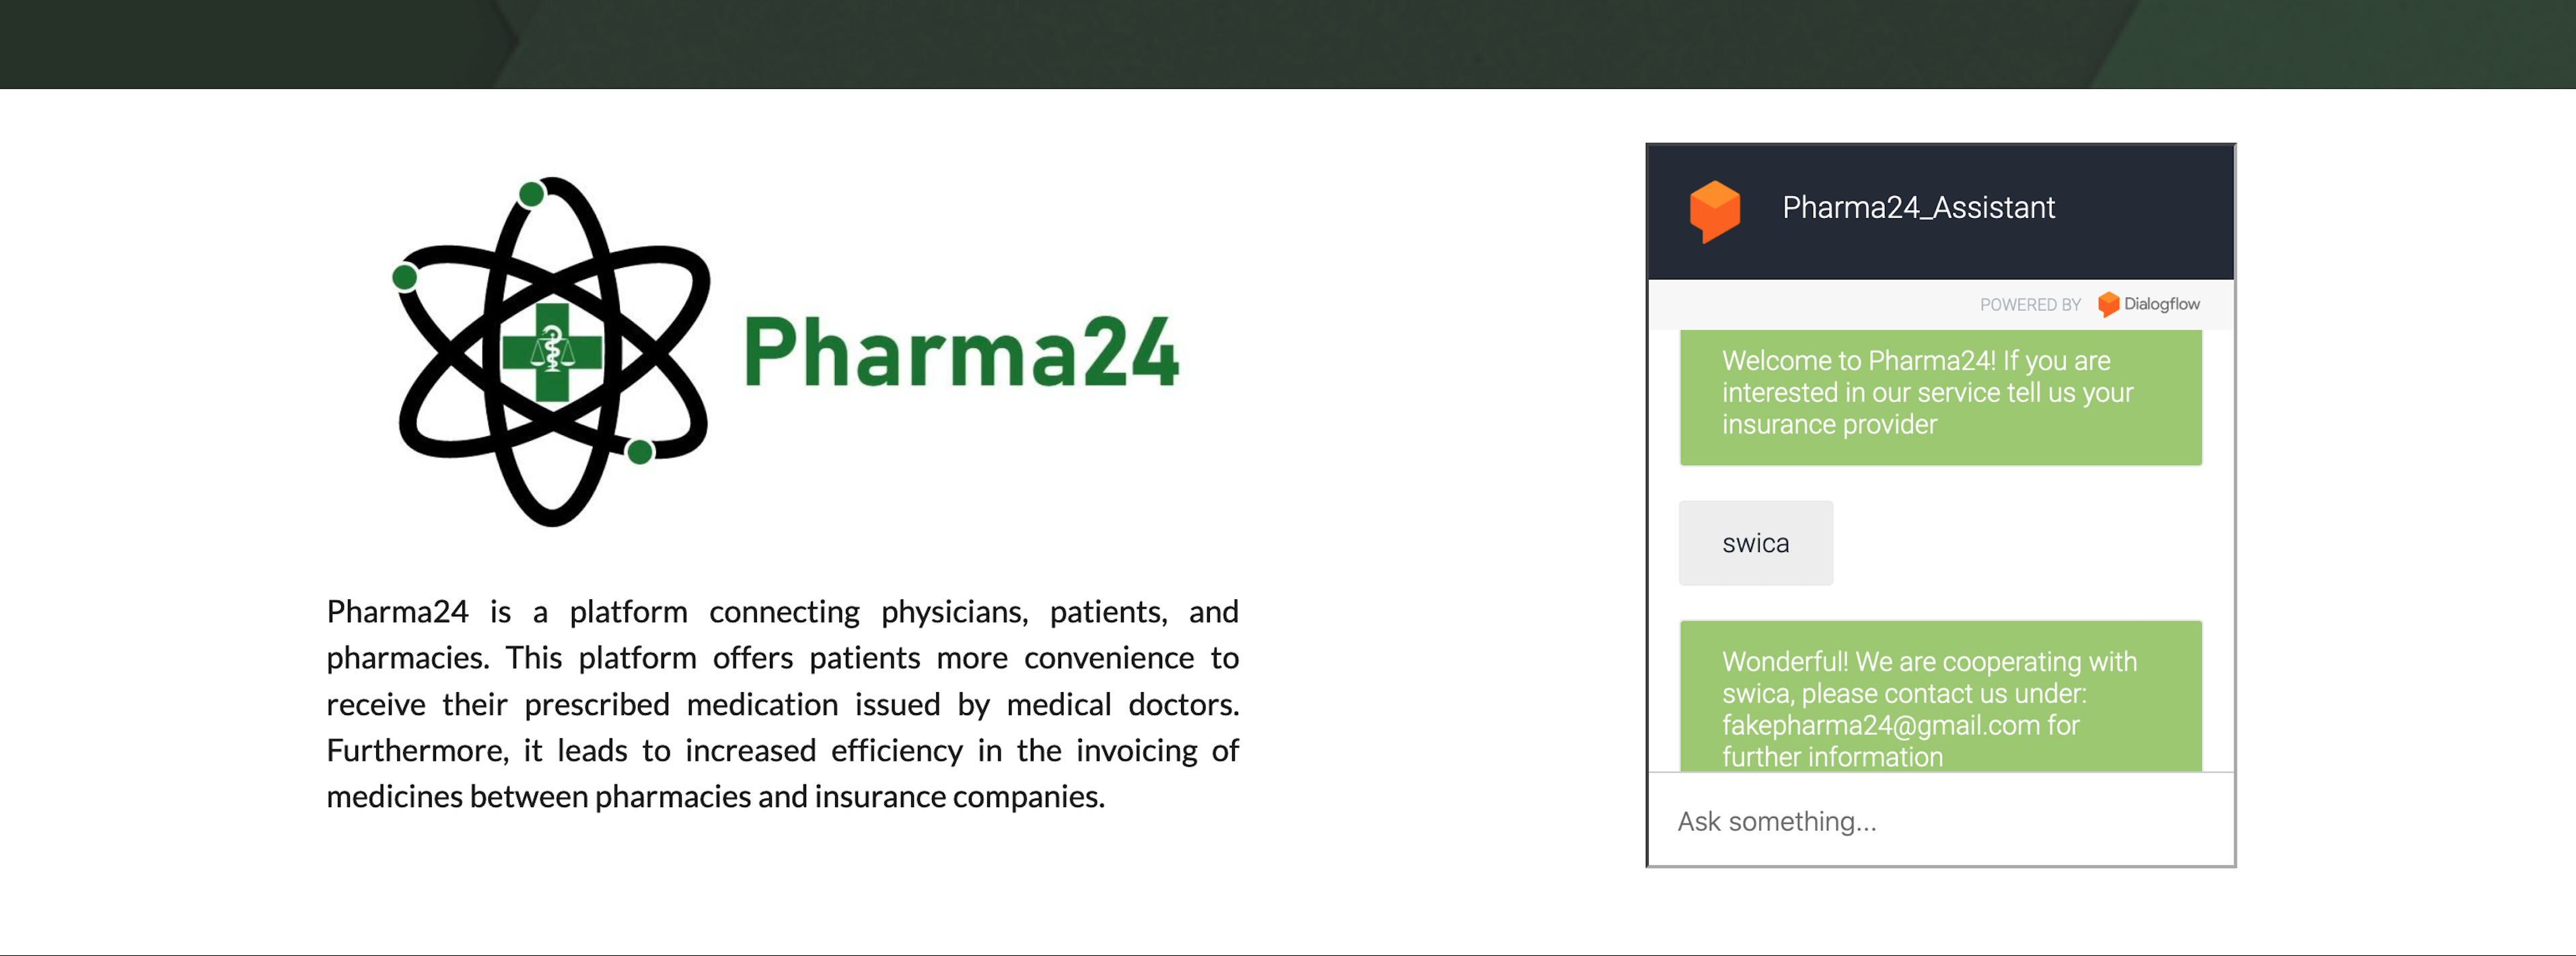 Pharma24
Pharma24 is a platform connecting physicians, patients, and
pharmacies. This platform offers patients more convenience to
receive their prescribed medication issued by medical doctors.
Furthermore, it leads to increased efficiency in the invoicing of
medicines between pharmacies and insurance companies.
Pharma24_Assistant
POWERED BY Dialogflow
Welcome to Pharma24! If you are
interested in our service tell us your
insurance provider
swica
Wonderful! We are cooperating with
swica, please contact us under:
fakepharma24@gmail.com for
further information
Ask something...